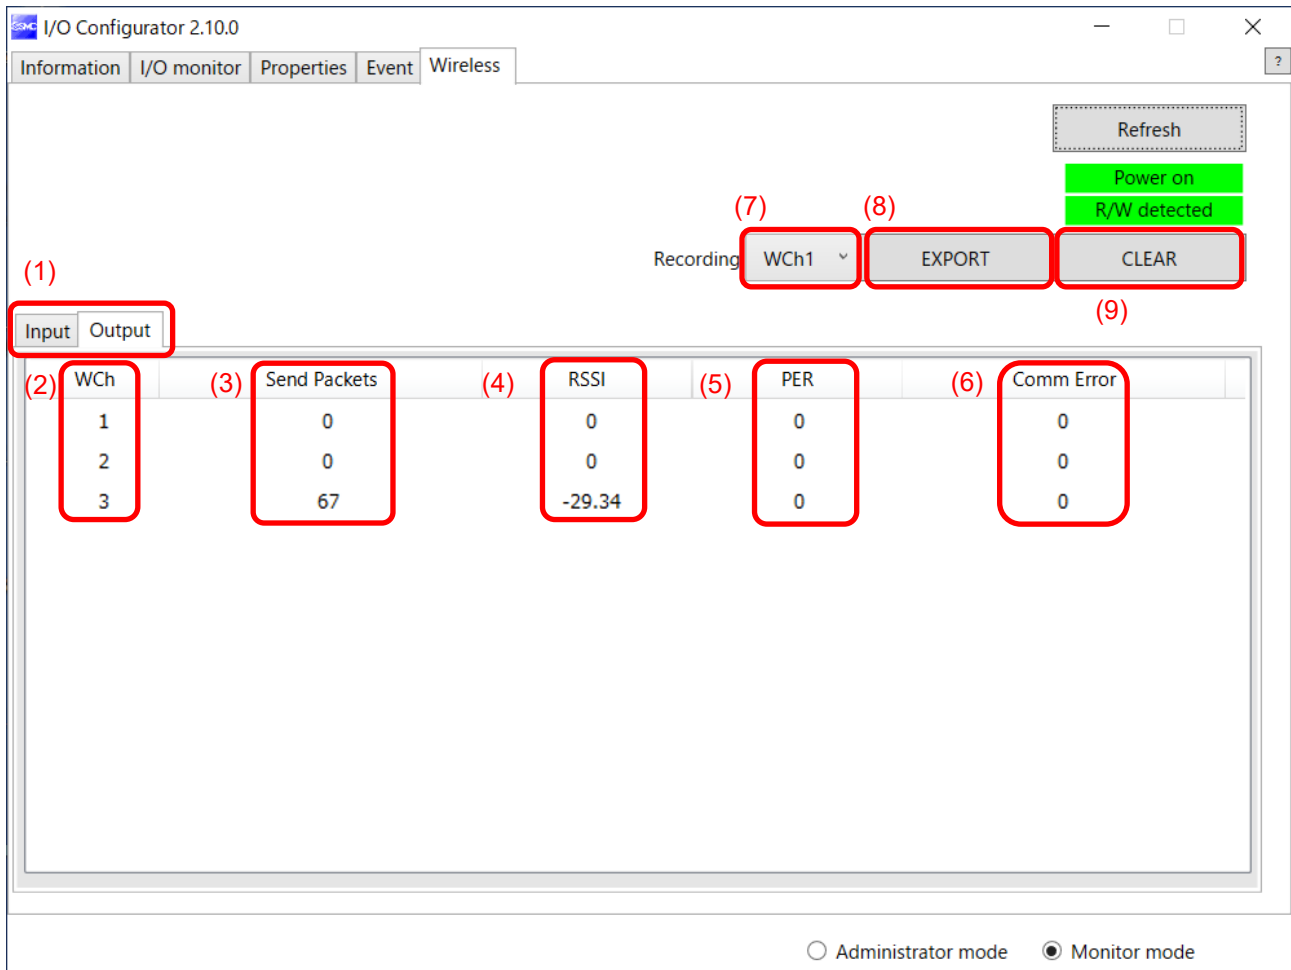 SMC I/O Configurator 2.10.0
Information I/O monitor Properties Event Wireless ?
Refresh
Power on
R/W detected
(7) (8)
Recording WCh1 EXPORT CLEAR
(1)
(9)
Input Output
(2) WCh (3) Send Packets (4) RSSI (5) PER (6) Comm Error
1 0 0 0 0
2 0 0 0 0
3 67 -29.34 0 0
Administrator mode Monitor mode